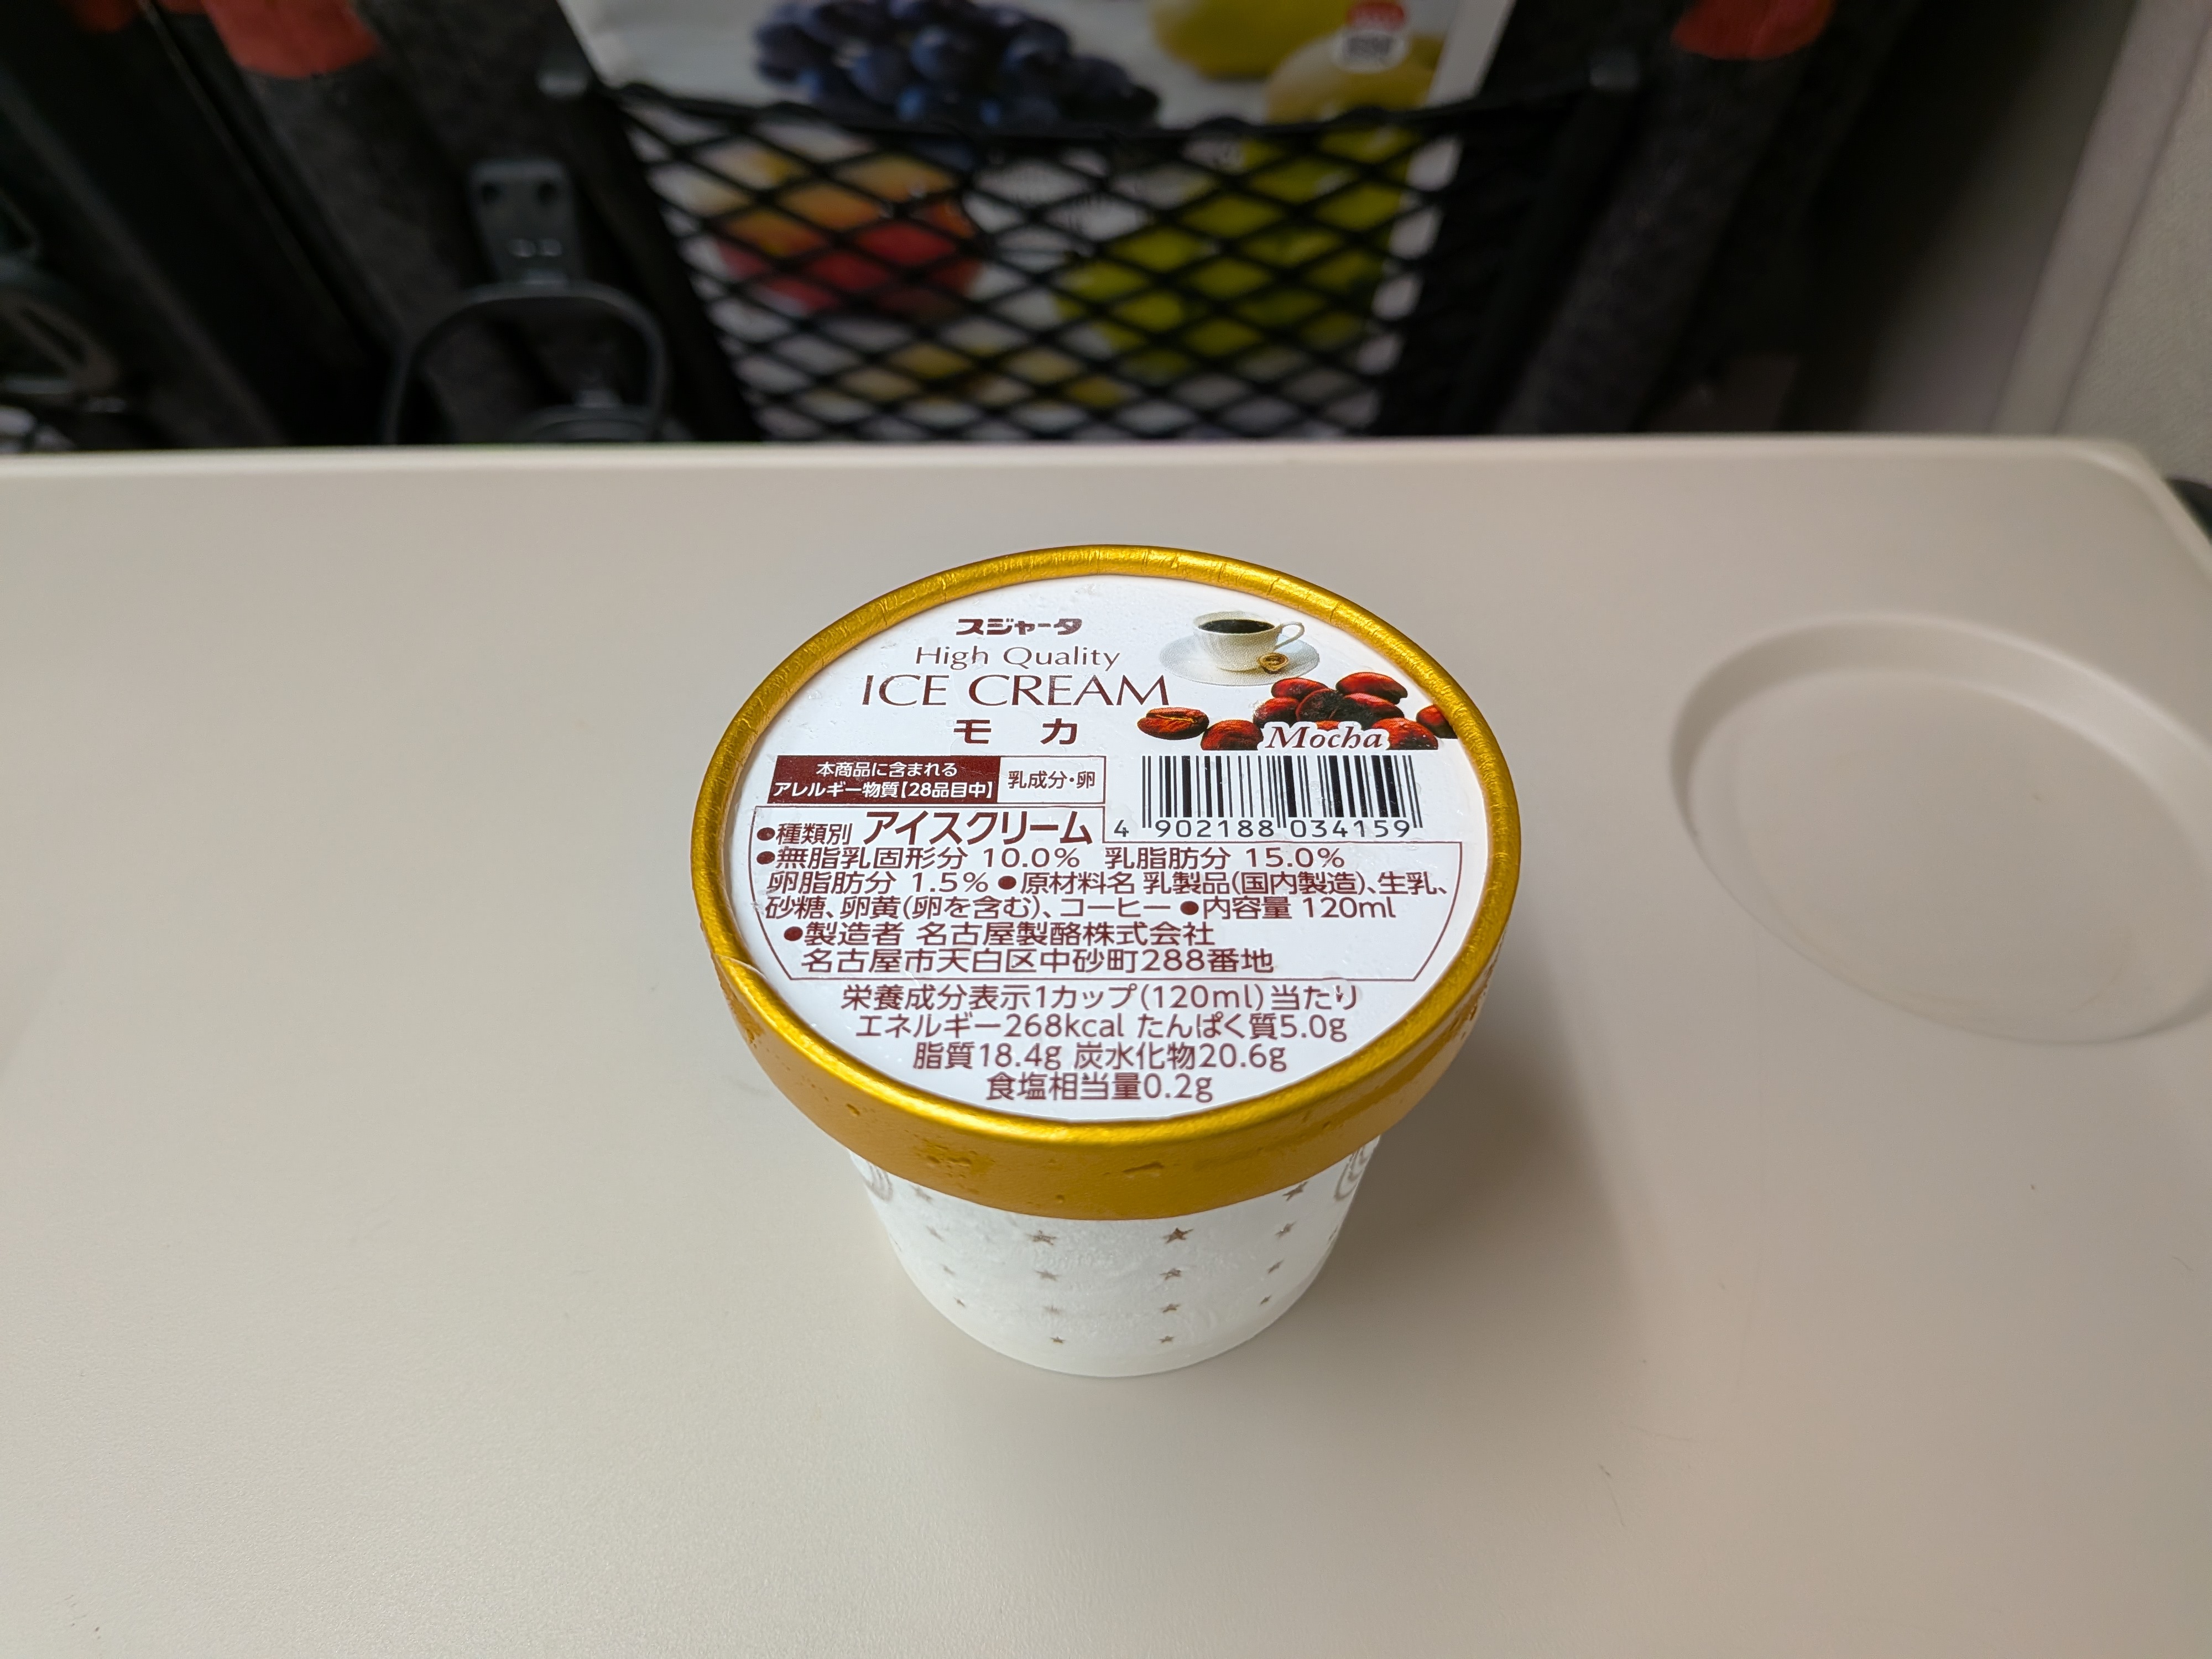 スジャータ
High Quality
ICE CREAM
モカ
Mocha
本商品に含まれる
アレルギー物質【28品目中】
乳成分・卵
4 902188 034159
●種類別 アイスクリーム
●無脂乳固形分 10.0% 乳脂肪分 15.0%
卵脂肪分 1.5% ●原材料名 乳製品(国内製造)、生乳、
砂糖、卵黄(卵を含む)、コーヒー ●内容量 120ml
●製造者 名古屋製酪株式会社
名古屋市天白区中砂町288番地
栄養成分表示1カップ(120ml)当たり
エネルギー268kcal たんぱく質5.0g
脂質18.4g 炭水化物20.6g
食塩相当量0.2g